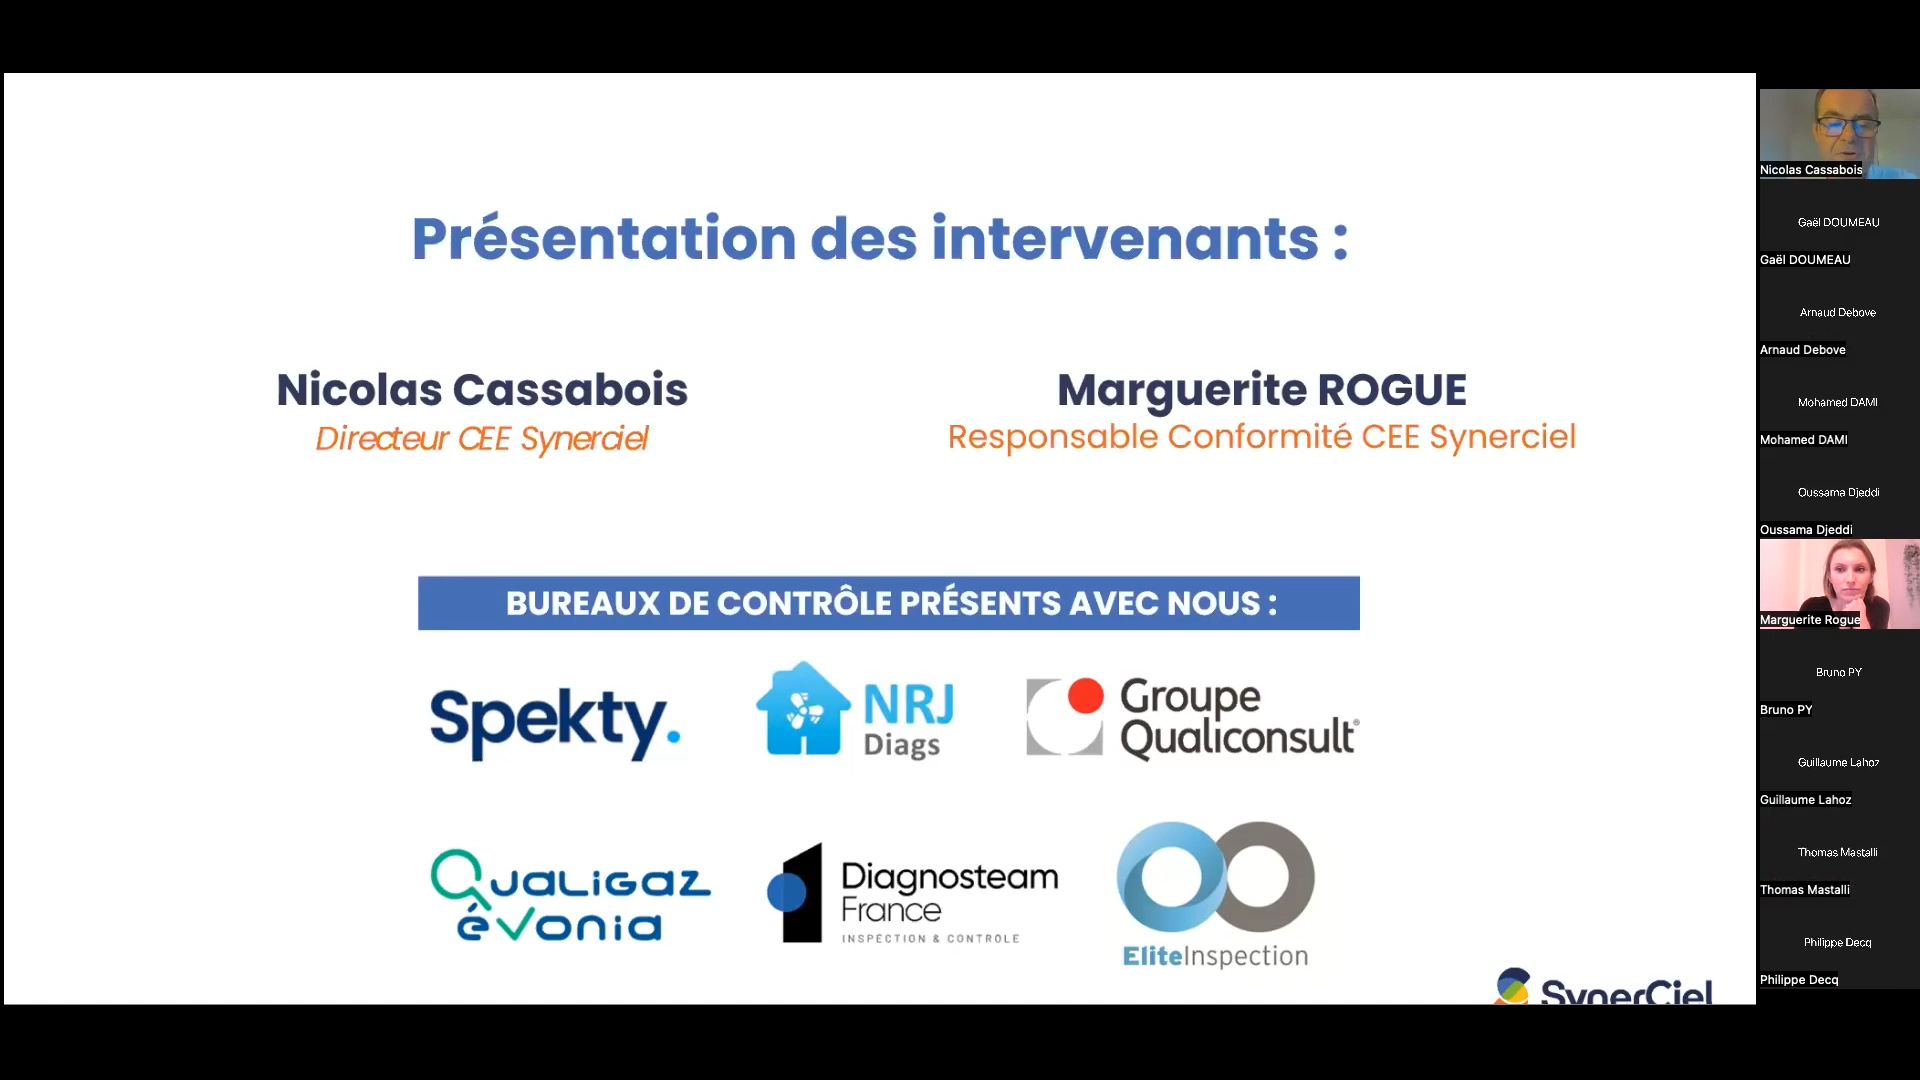 Présentation des intervenants :
Nicolas Cassabois
Directeur CEE Synerciel
Marguerite ROGUE
Responsable Conformité CEE Synerciel
BUREAUX DE CONTRÔLE PRÉSENTS AVEC NOUS :
Spekty.
NRJ
Diags
Groupe
Qualiconsult®
QUALIGAZ
évonia
Diagnosteam
France
INSPECTION & CONTROLE
EliteInspection
SynerCiel
Nicolas Cassabois
Gaël DOUMEAU
Gaël DOUMEAU
Arnaud Debove
Arnaud Debove
Mohamed DAMI
Mohamed DAMI
Oussama Djeddi
Oussama Djeddi
Marguerite Rogue
Bruno PY
Bruno PY
Guillaume Lahoz
Guillaume Lahoz
Thomas Mastalli
Thomas Mastalli
Philippe Decq
Philippe Decq